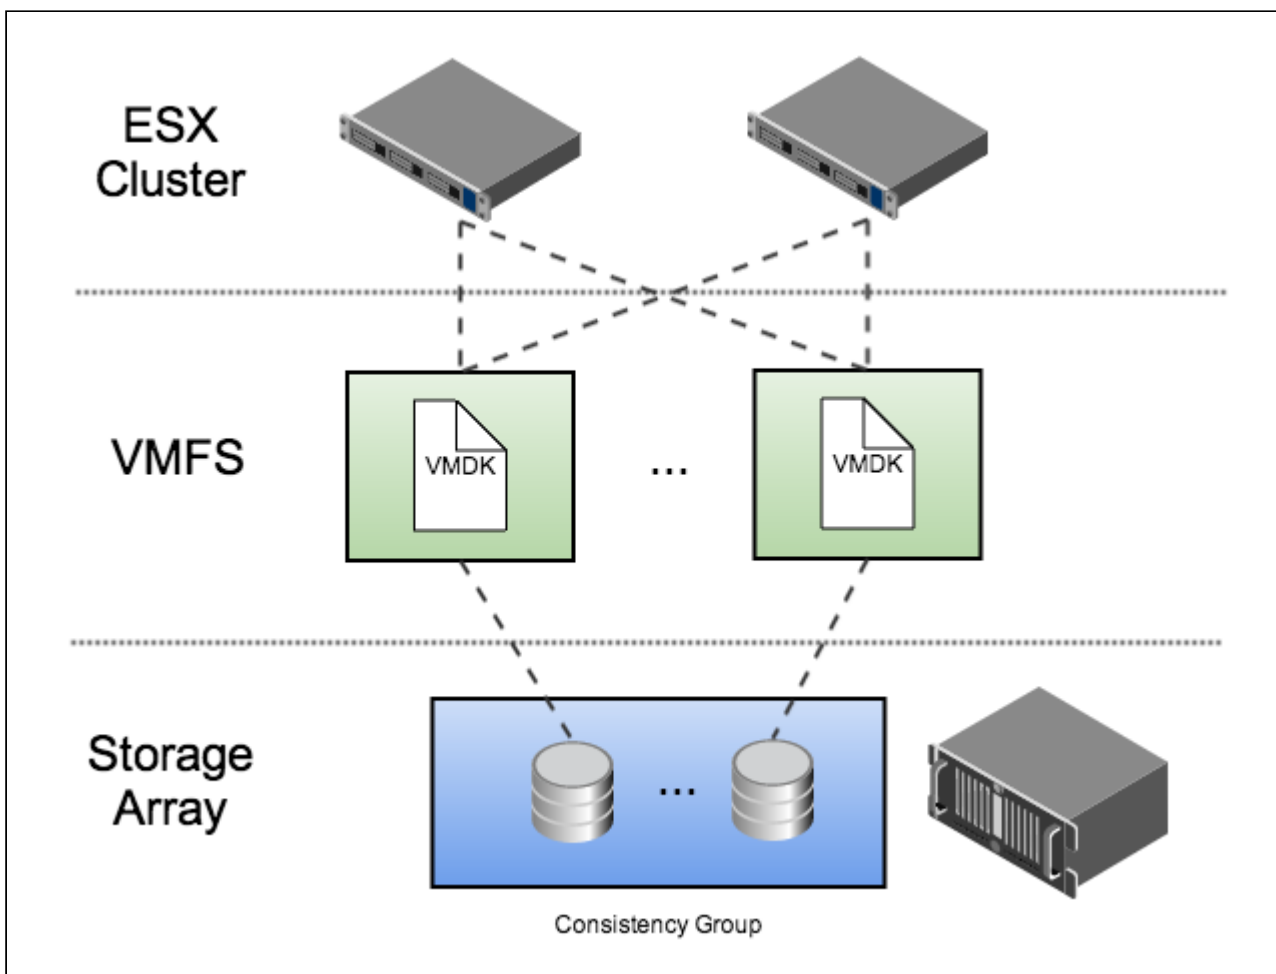 ESX
Cluster
VMFS
VMDK
...
VMDK
Storage
Array
...
Consistency Group